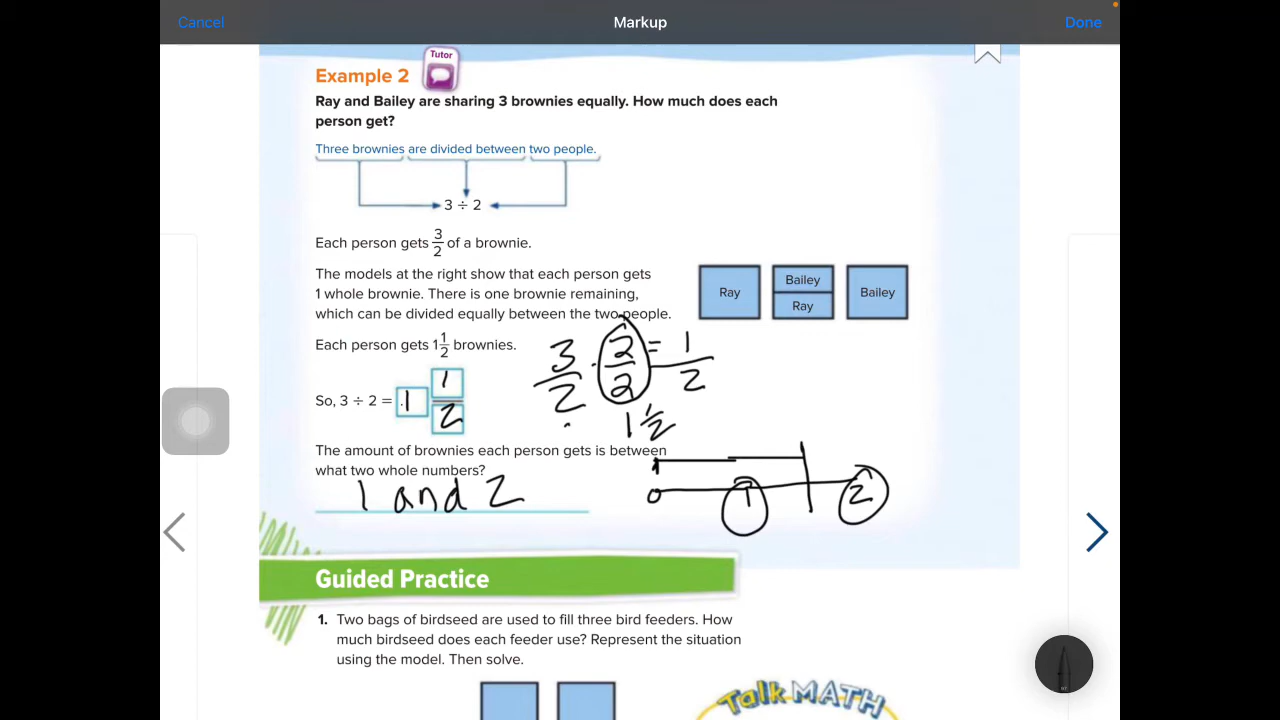 Cancel
Markup
Done
Tutor
Example 2
Ray and Bailey are sharing 3 brownies equally. How much does each
person get?
Three brownies are divided between two people.
3 ÷ 2
Each person gets 3/2 of a brownie.
The models at the right show that each person gets
1 whole brownie. There is one brownie remaining,
which can be divided equally between the two people.
Ray
Bailey
Ray
Bailey
Each person gets 1 1/2 brownies.
3/2 - 2/2 = 1/2
1 1/2
So, 3 ÷ 2 = 1 1/2
The amount of brownies each person gets is between
what two whole numbers?
1 and 2
0 1 2
Guided Practice
1. Two bags of birdseed are used to fill three bird feeders. How
much birdseed does each feeder use? Represent the situation
using the model. Then solve.
Talk MATH